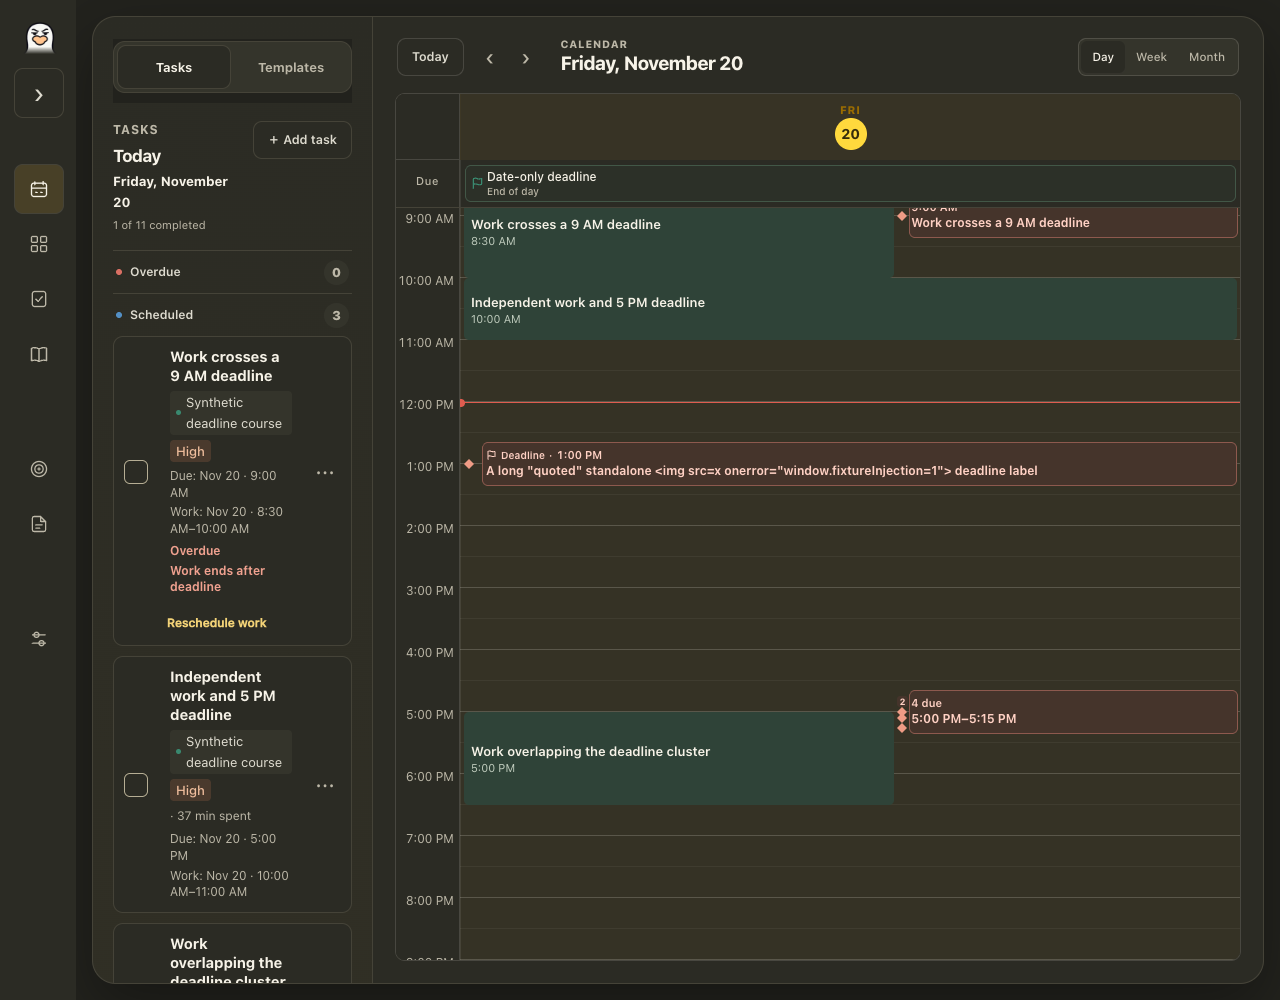 Tasks
Templates
TASKS
Today
Friday, November
20
1 of 11 completed
+ Add task
Overdue
0
Scheduled
3
Work crosses a
9 AM deadline
Synthetic
deadline course
High
Due: Nov 20 · 9:00
AM
Work: Nov 20 · 8:30
AM–10:00 AM
Overdue
Work ends after
deadline
Reschedule work
Independent
work and 5 PM
deadline
Synthetic
deadline course
High
· 37 min spent
Due: Nov 20 · 5:00
PM
Work: Nov 20 · 10:00
AM–11:00 AM
Work
overlapping the
deadline cluster
Today
CALENDAR
Friday, November 20
Day
Week
Month
FRI
20
Due
Date-only deadline
End of day
9:00 AM
Work crosses a 9 AM deadline
8:30 AM
9:00 AM
Work crosses a 9 AM deadline
10:00 AM
Independent work and 5 PM deadline
10:00 AM
11:00 AM
12:00 PM
1:00 PM
Deadline · 1:00 PM
A long "quoted" standalone <img src=x onerror="window.fixtureInjection=1"> deadline label
2:00 PM
3:00 PM
4:00 PM
5:00 PM
Work overlapping the deadline cluster
5:00 PM
2
4 due
5:00 PM–5:15 PM
6:00 PM
7:00 PM
8:00 PM